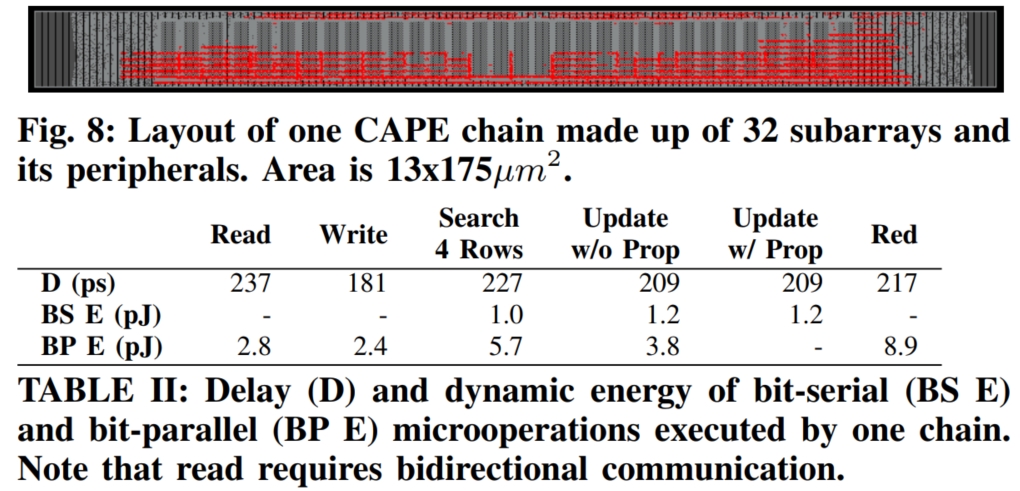 Fig. 8: Layout of one CAPE chain made up of 32 subarrays and
its peripherals. Area is 13x175μm².
Read Write Search 4 Rows Update w/o Prop Update w/ Prop Red
D (ps) 237 181 227 209 209 217
BS E (pJ) - - 1.0 1.2 1.2 -
BP E (pJ) 2.8 2.4 5.7 3.8 - 8.9
TABLE II: Delay (D) and dynamic energy of bit-serial (BS E)
and bit-parallel (BP E) microoperations executed by one chain.
Note that read requires bidirectional communication.